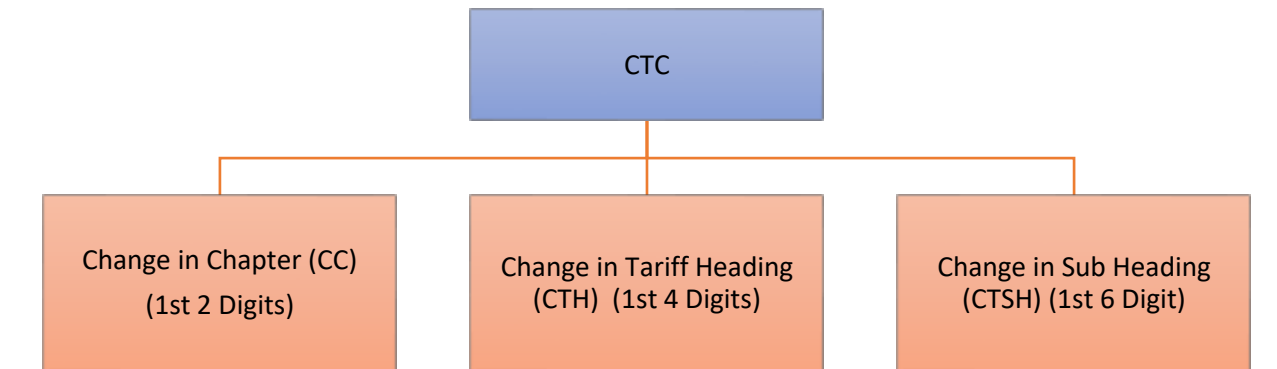 CTC
Change in Chapter (CC)
(1st 2 Digits)
Change in Tariff Heading
(CTH)  (1st 4 Digits)
Change in Sub Heading
(CTSH) (1st 6 Digit)